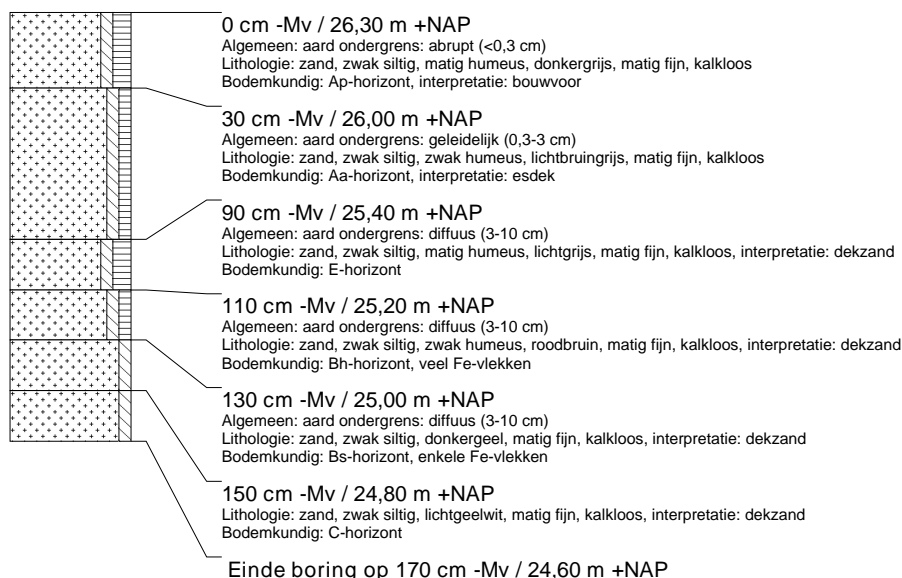 0 cm -Mv / 26,30 m +NAP
Algemeen: aard ondergrens: abrupt (<0,3 cm)
Lithologie: zand, zwak siltig, matig humeus, donkergrijs, matig fijn, kalkloos
Bodemkundig: Ap-horizont, interpretatie: bouwvoor
30 cm -Mv / 26,00 m +NAP
Algemeen: aard ondergrens: geleidelijk (0,3-3 cm)
Lithologie: zand, zwak siltig, zwak humeus, lichtbruingrijs, matig fijn, kalkloos
Bodemkundig: Aa-horizont, interpretatie: esdek
90 cm -Mv / 25,40 m +NAP
Algemeen: aard ondergrens: diffuus (3-10 cm)
Lithologie: zand, zwak siltig, matig humeus, lichtgrijs, matig fijn, kalkloos, interpretatie: dekzand
Bodemkundig: E-horizont
110 cm -Mv / 25,20 m +NAP
Algemeen: aard ondergrens: diffuus (3-10 cm)
Lithologie: zand, zwak siltig, zwak humeus, roodbruin, matig fijn, kalkloos, interpretatie: dekzand
Bodemkundig: Bh-horizont, veel Fe-vlekken
130 cm -Mv / 25,00 m +NAP
Algemeen: aard ondergrens: diffuus (3-10 cm)
Lithologie: zand, zwak siltig, donkergeel, matig fijn, kalkloos, interpretatie: dekzand
Bodemkundig: Bs-horizont, enkele Fe-vlekken
150 cm -Mv / 24,80 m +NAP
Lithologie: zand, zwak siltig, lichtgeelwit, matig fijn, kalkloos, interpretatie: dekzand
Bodemkundig: C-horizont
Einde boring op 170 cm -Mv / 24,60 m +NAP